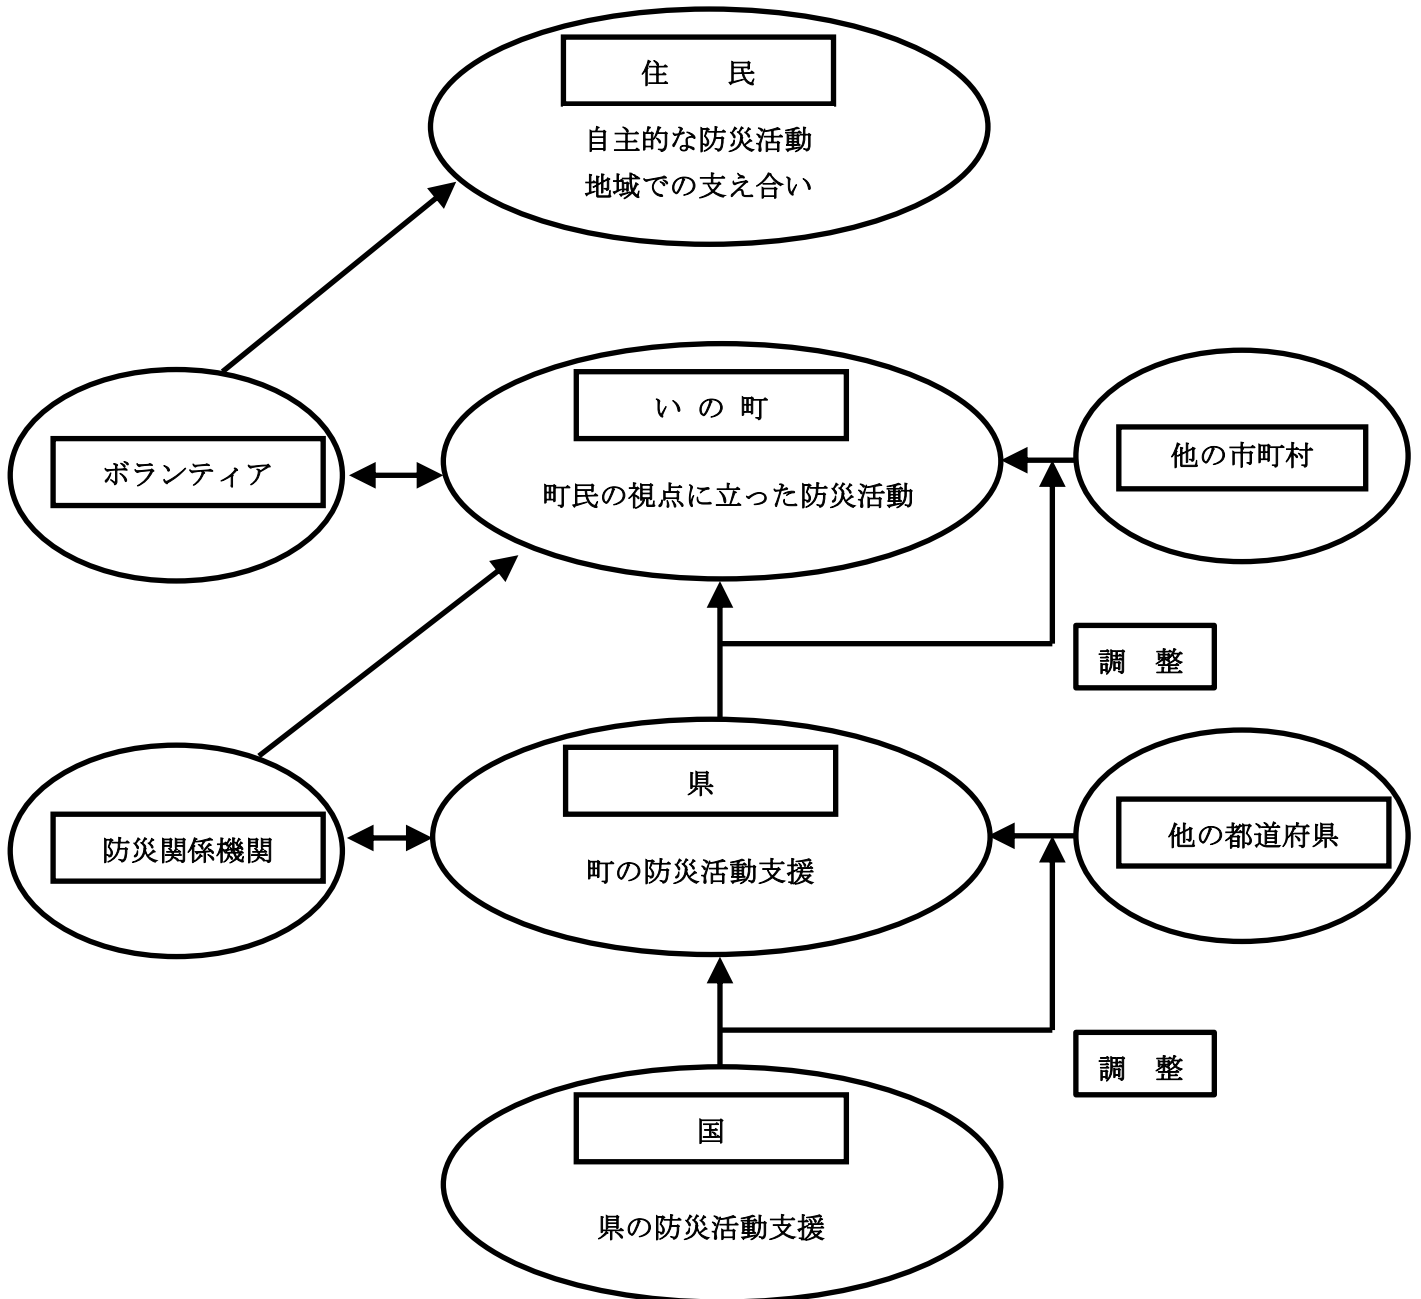 住　　民
自主的な防災活動
地域での支え合い
い の 町
町民の視点に立った防災活動
ボランティア
他の市町村
調　整
県
町の防災活動支援
防災関係機関
他の都道府県
調　整
国
県の防災活動支援